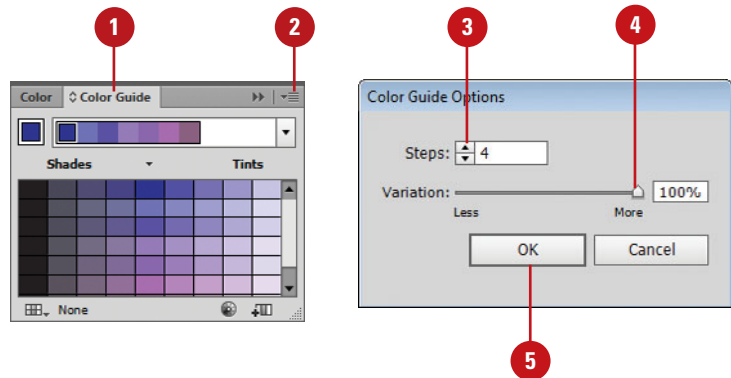 1
2
3
4
Color
Color Guide
Shades
Tints
None
Color Guide Options
Steps: 4
Variation: 100%
Less
More
OK
Cancel
5